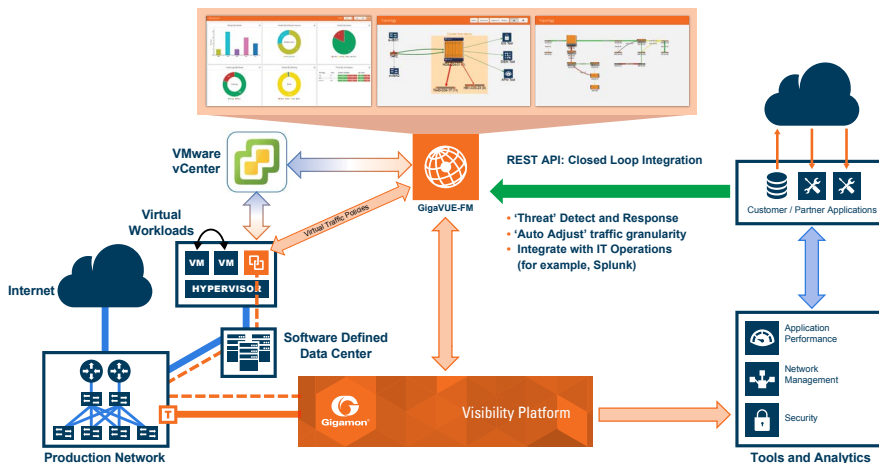 Topology
Topology
VMware
vCenter
GigaVUE-FM
REST API: Closed Loop Integration
Customer / Partner Applications
• 'Threat' Detect and Response
• 'Auto Adjust' traffic granularity
• Integrate with IT Operations
(for example, Splunk)
Virtual
Workloads
Virtual Traffic Policies
VM
VM
HYPERVISOR
Internet
Software Defined
Data Center
Application
Performance
Network
Management
Security
T
Gigamon®
Visibility Platform
Production Network
Tools and Analytics